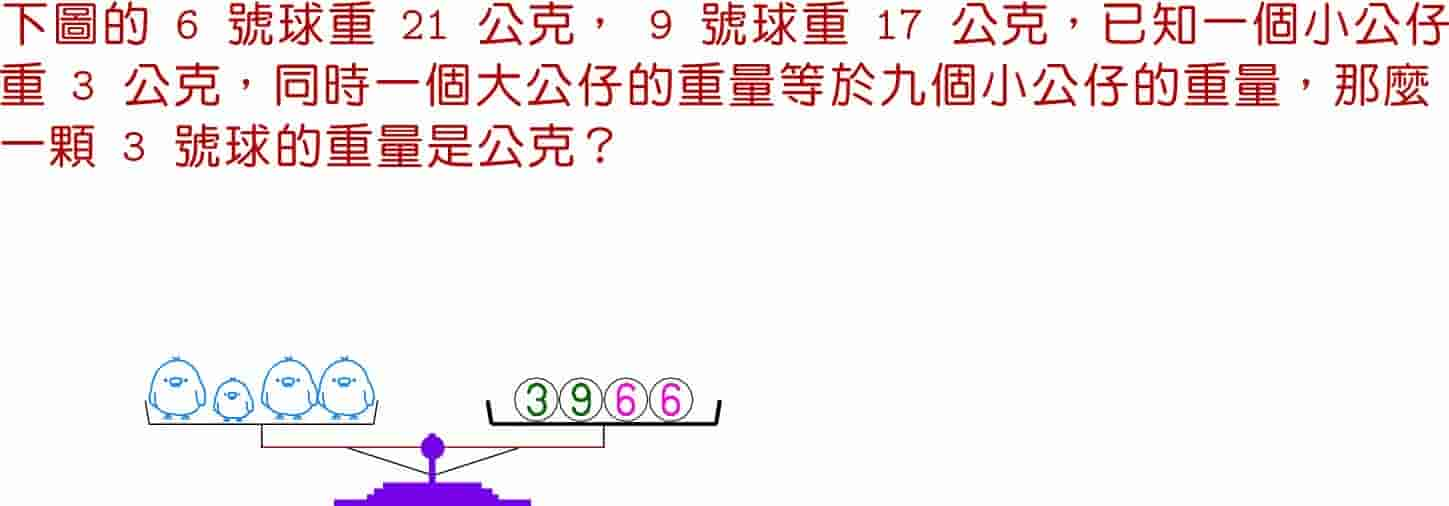 下圖的 6 號球重 21 公克， 9 號球重 17 公克，已知一個小公仔
重 3 公克，同時一個大公仔的重量等於九個小公仔的重量，那麼
一顆 3 號球的重量是公克？
3 9 6 6